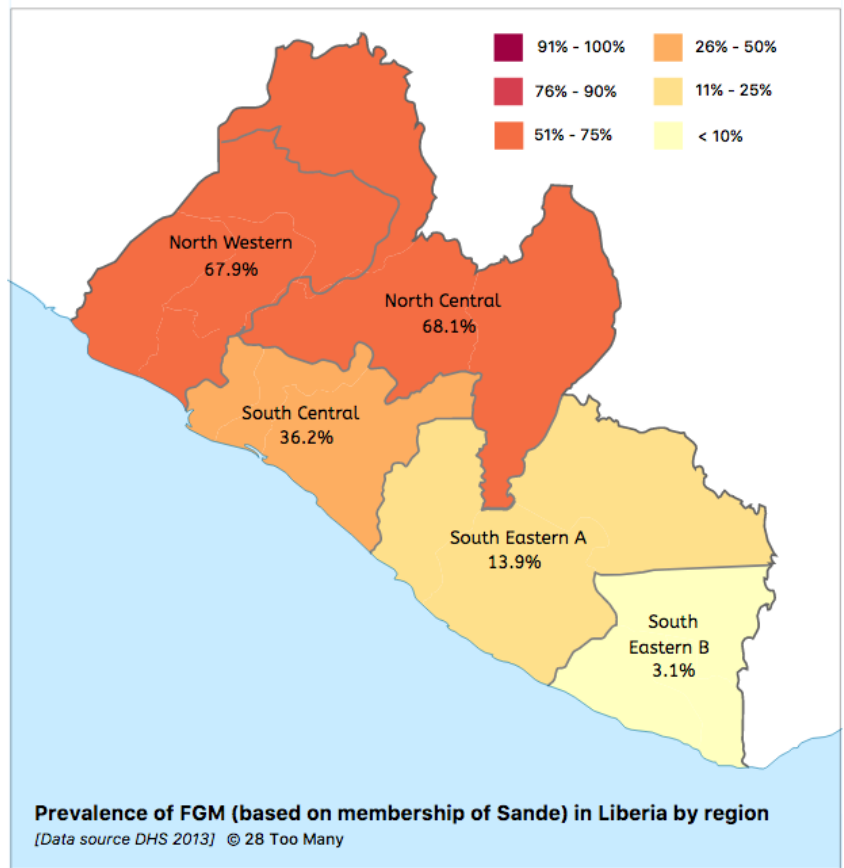 91% - 100%
26% - 50%
76% - 90%
11% - 25%
51% - 75%
< 10%
North Western
67.9%
North Central
68.1%
South Central
36.2%
South Eastern A
13.9%
South
Eastern B
3.1%
Prevalence of FGM (based on membership of Sande) in Liberia by region
[Data source DHS 2013] © 28 Too Many